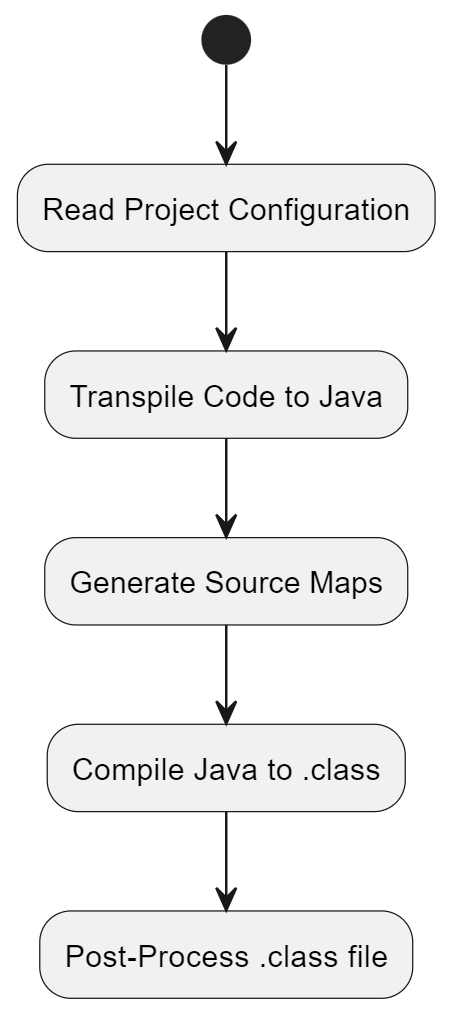 Read Project Configuration
Transpile Code to Java
Generate Source Maps
Compile Java to .class
Post-Process .class file